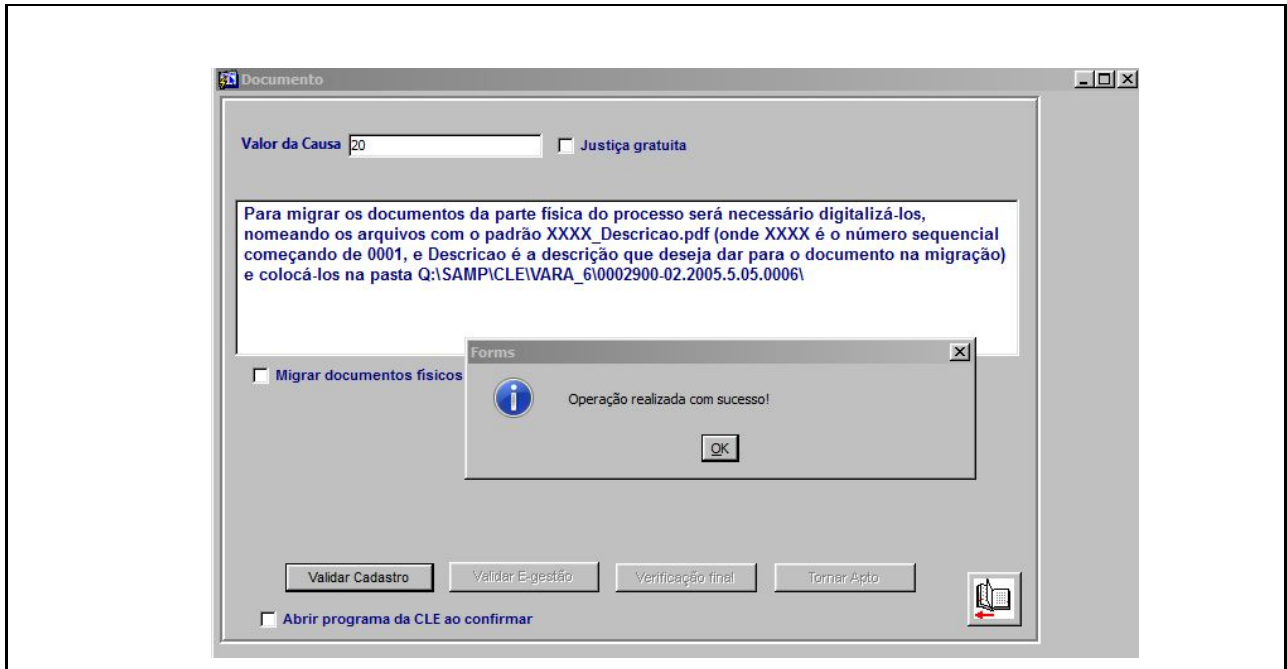 Documento
Valor da Causa 20 Justiça gratuita
Para migrar os documentos da parte física do processo será necessário digitalizá-los,
nomeando os arquivos com o padrão XXXX_Descricao.pdf (onde XXXX é o número sequencial
começando de 0001, e Descricao é a descrição que deseja dar para o documento na migração)
e colocá-los na pasta Q:\SAMP\CLE\VARA_6\0002900-02.2005.5.05.0006\
Forms
Migrar documentos físicos
Operação realizada com sucesso!
OK
Validar Cadastro Validar E-gestão Verificação final Tornar Apto
Abrir programa da CLE ao confirmar